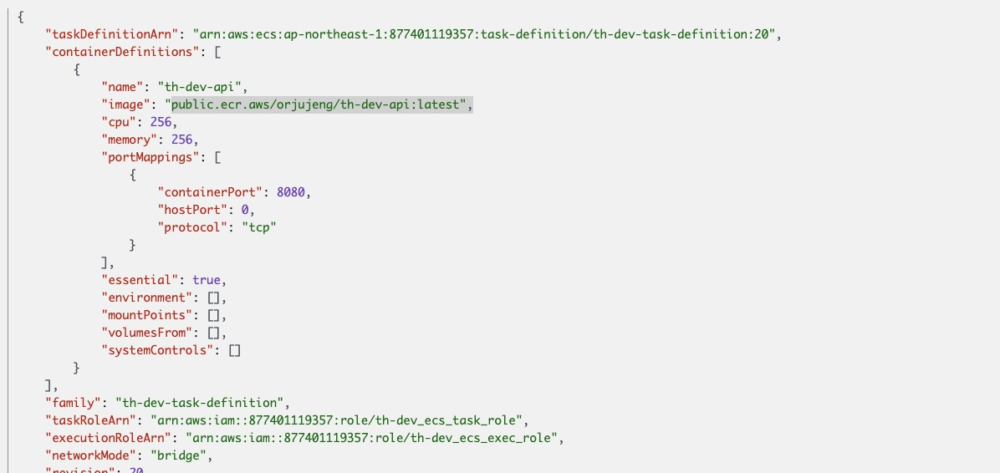 {
"taskDefinitionArn": "arn:aws:ecs:ap-northeast-1:877401119357:task-definition/th-dev-task-definition:20",
"containerDefinitions": [
{
"name": "th-dev-api",
"image": "public.ecr.aws/orjujeng/th-dev-api:latest",
"cpu": 256,
"memory": 256,
"portMappings": [
{
"containerPort": 8080,
"hostPort": 0,
"protocol": "tcp"
}
],
"essential": true,
"environment": [],
"mountPoints": [],
"volumesFrom": [],
"systemControls": []
}
],
"family": "th-dev-task-definition",
"taskRoleArn": "arn:aws:iam::877401119357:role/th-dev_ecs_task_role",
"executionRoleArn": "arn:aws:iam::877401119357:role/th-dev_ecs_exec_role",
"networkMode": "bridge",
"revision": 20